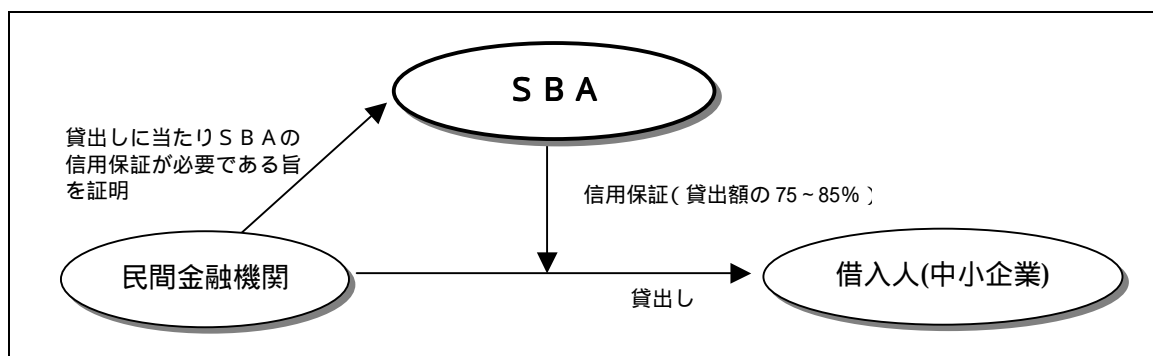 ＳＢＡ
貸出しに当たりＳＢＡの
信用保証が必要である旨
を証明
信用保証(貸出額の 75～85％)
民間金融機関
借入人(中小企業)
貸出し